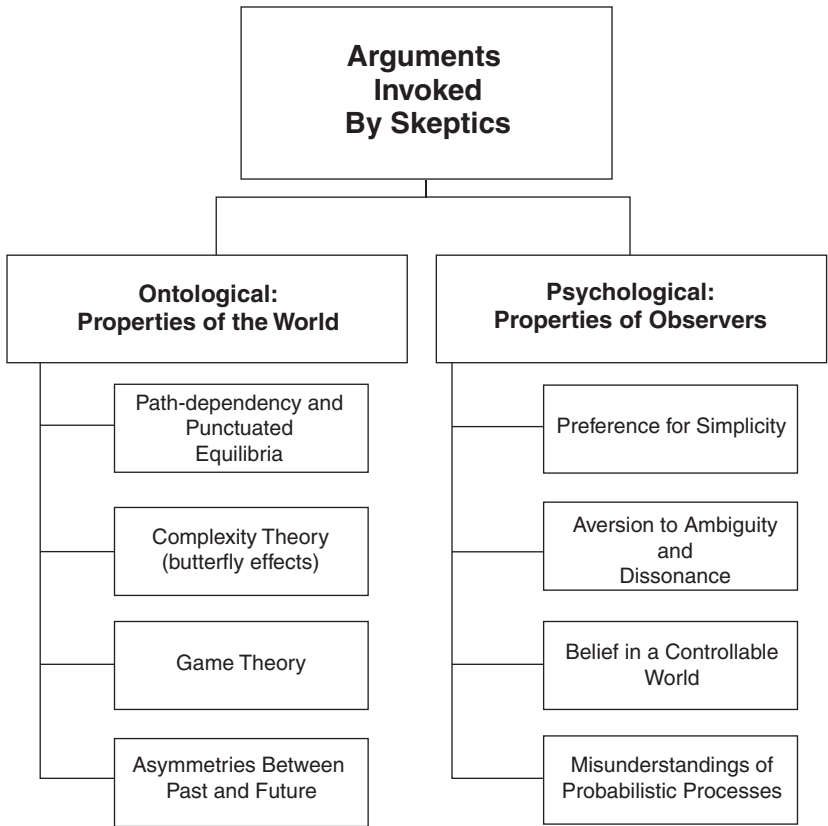 Arguments
Invoked
By Skeptics
Ontological:
Properties of the World
Path-dependency and
Punctuated
Equilibria
Complexity Theory
(butterfly effects)
Game Theory
Asymmetries Between
Past and Future
Psychological:
Properties of Observers
Preference for Simplicity
Aversion to Ambiguity
and
Dissonance
Belief in a Controllable
World
Misunderstandings of
Probabilistic Processes